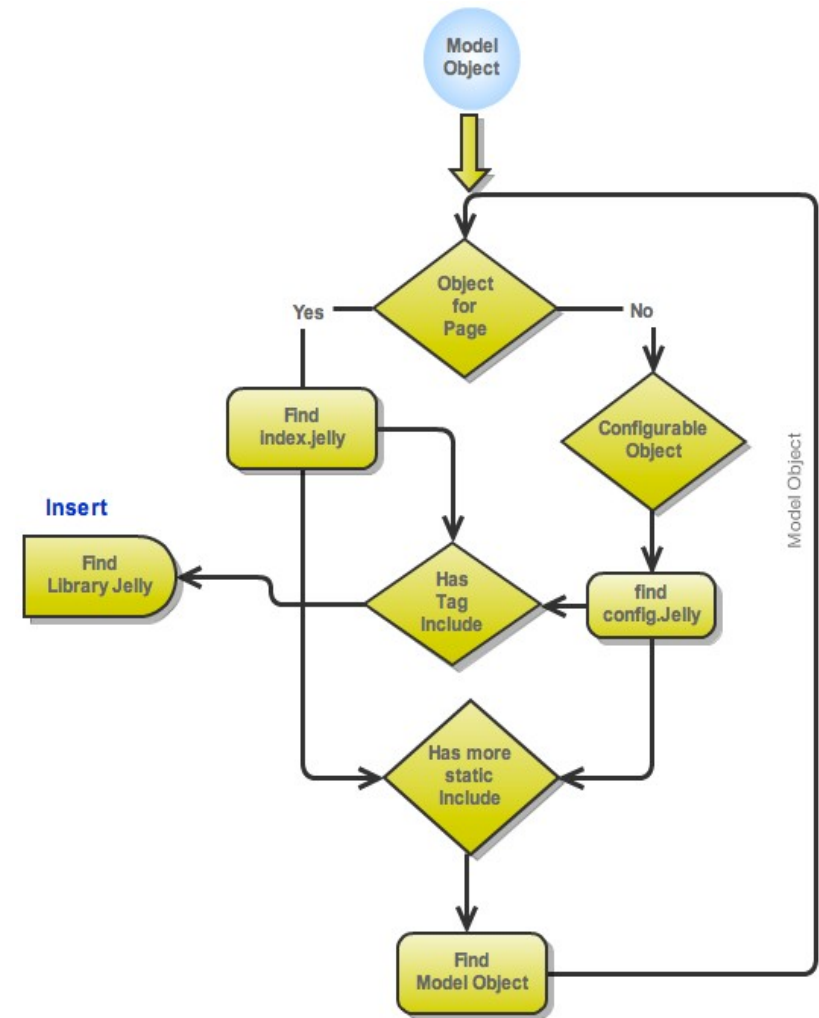 Model
Object
Object
for
Page
Yes
No
Find
index.jelly
Configurable
Object
Model Object
Insert
Find
Library Jelly
Has
Tag
Include
find
config.Jelly
Has more
static
Include
Find
Model Object